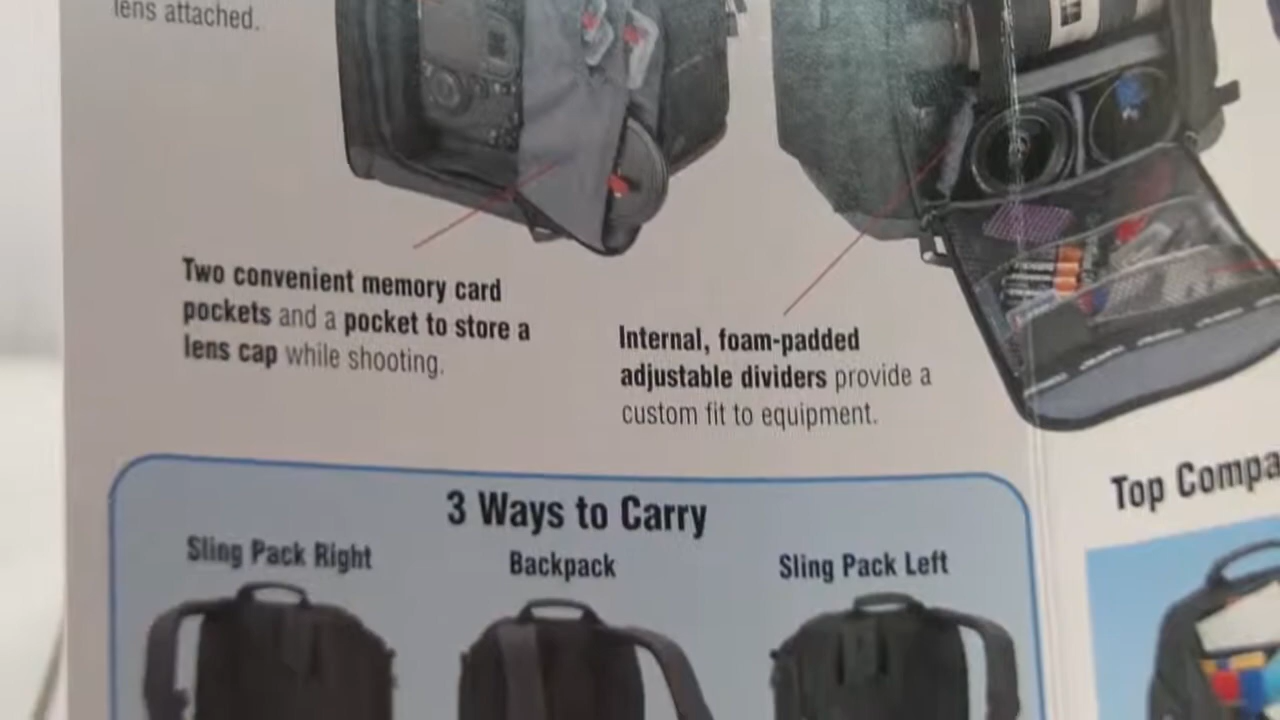 lens attached.
Two convenient memory card
pockets and a pocket to store a
lens cap while shooting.
Internal, foam-padded
adjustable dividers provide a
custom fit to equipment.
3 Ways to Carry
Sling Pack Right
Backpack
Sling Pack Left
Top Compa